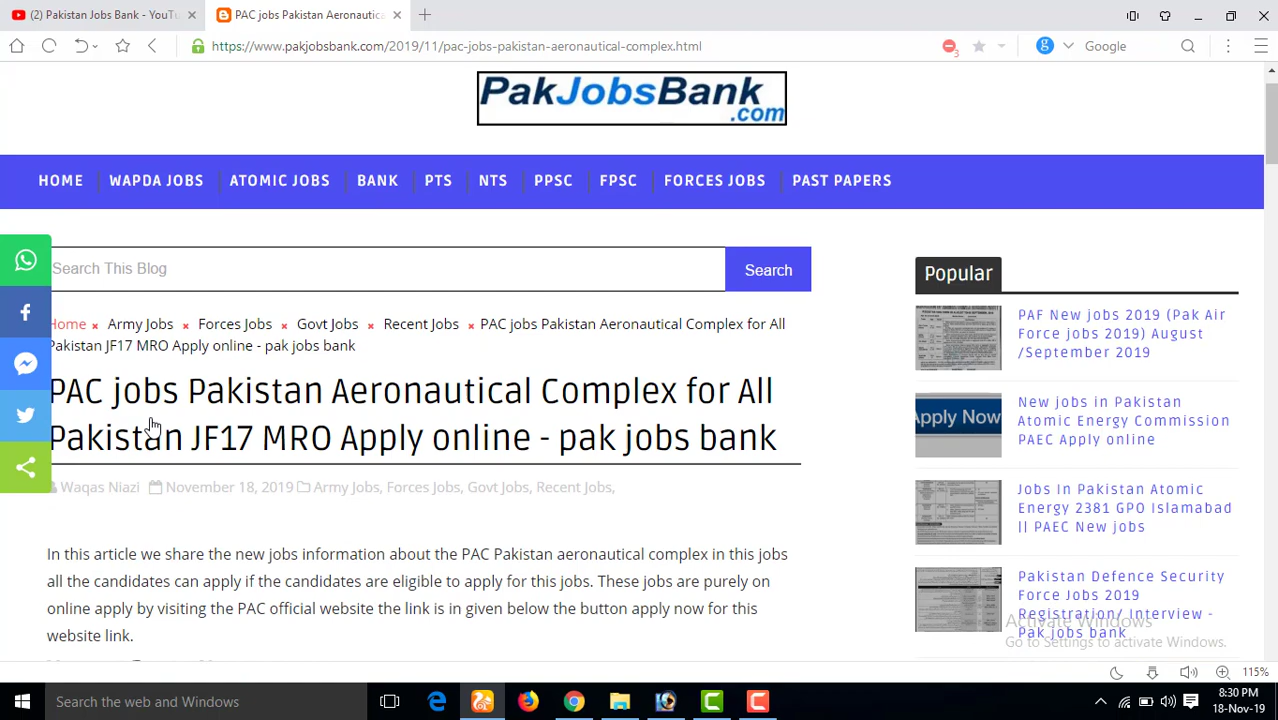 (2) Pakistan Jobs Bank - YouTu
PAC jobs Pakistan Aeronautica
https://www.pakjobsbank.com/2019/11/pac-jobs-pakistan-aeronautical-complex.html
3
Google
PakJobsBank
.com
HOME WAPDA JOBS ATOMIC JOBS BANK PTS NTS PPSC FPSC FORCES JOBS PAST PAPERS
Search This Blog
Search
Home × Army Jobs × Forces Jobs × Govt Jobs × Recent Jobs × PAC Jobs Pakistan Aeronautical Complex for All
Pakistan JF17 MRO Apply online - pak jobs bank
PAC jobs Pakistan Aeronautical Complex for All
Pakistan JF17 MRO Apply online - pak jobs bank
Waqas Niazi November 18, 2019 Army Jobs, Forces Jobs, Govt Jobs, Recent Jobs,
In this article we share the new jobs information about the PAC Pakistan aeronautical complex in this jobs
all the candidates can apply if the candidates are eligible to apply for this jobs. These jobs are purely on
online apply by visiting the PAC official website the link is in given below the button apply now for this
website link.
Popular
PAF New jobs 2019 (Pak Air
Force jobs 2019) August
/September 2019
Apply Now
New jobs in Pakistan
Atomic Energy Commission
PAEC Apply online
Jobs In Pakistan Atomic
Energy 2381 GPO Islamabad
|| PAEC New jobs
Pakistan Defence Security
Force Jobs 2019
Registration/ Interview -
Pak jobs bank
Activate Windows
Go to Settings to activate Windows.
115%
Search the web and Windows
8:30 PM
18-Nov-19